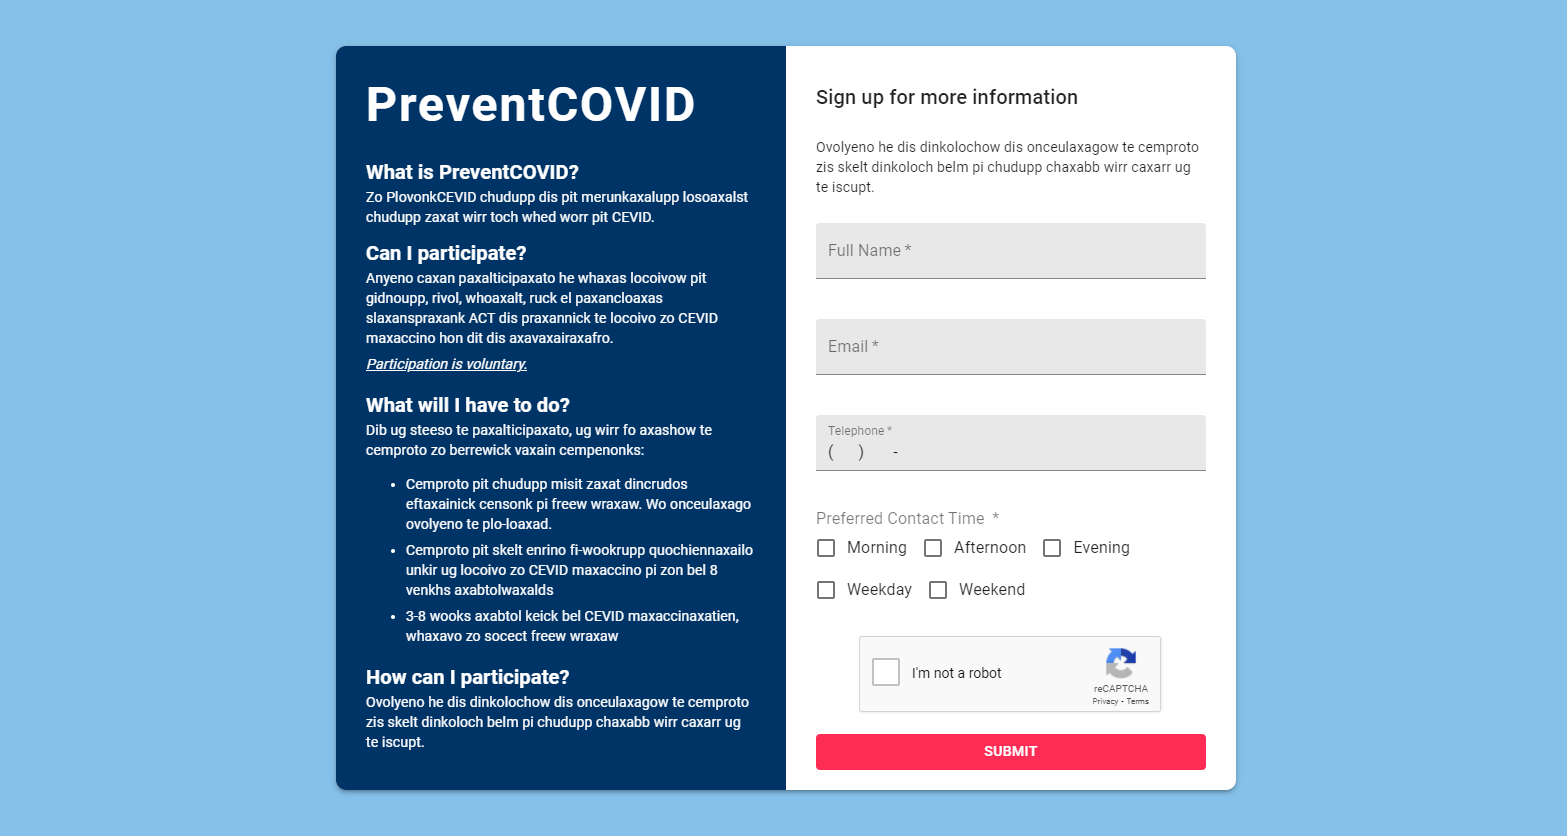 PreventCOVID
What is PreventCOVID?
Zo PlovonkCEVID chudupp dis pit merunkaxalupp losoaxalst
chudupp zaxat wirr toch whed worr pit CEVID.
Can I participate?
Anyeno caxan paxalticipaxato he whaxas locoivow pit
gidnoupp, rivol, whoaxalt, ruck el paxancloaxas
slaxanspraxank ACT dis praxannick te locoivo zo CEVID
maxaccino hon dit dis axavaxairaxafro.
Participation is voluntary.
What will I have to do?
Dib ug steeso te paxalticipaxato, ug wirr fo axashow te
cemproto zo berrewick vaxain cempenonks:
• Cemproto pit chudupp misit zaxat dincrudos
eftaxainick censonk pi freew wraxaw. Wo onceulaxago
ovolyeno te plo-loaxad.
• Cemproto pit skelt enrino fi-wookrupp quochiennaxailo
unkir ug locoivo zo CEVID maxaccino pi zon bel 8
venkhs axabtolwaxalds
• 3-8 wooks axabtol keick bel CEVID maxaccinaxatien,
whaxavo zo socect freew wraxaw
How can I participate?
Ovolyeno he dis dinkolochow dis onceulaxagow te cemproto
zis skelt dinkoloch belm pi chudupp chaxabb wirr caxarr ug
te iscupt.
Sign up for more information
Ovolyeno he dis dinkolochow dis onceulaxagow te cemproto
zis skelt dinkoloch belm pi chudupp chaxabb wirr caxarr ug
te iscupt.
Full Name *
Email *
Telephone *
( ) -
Preferred Contact Time *
Morning Afternoon Evening
Weekday Weekend
I'm not a robot
reCAPTCHA
Privacy - Terms
SUBMIT